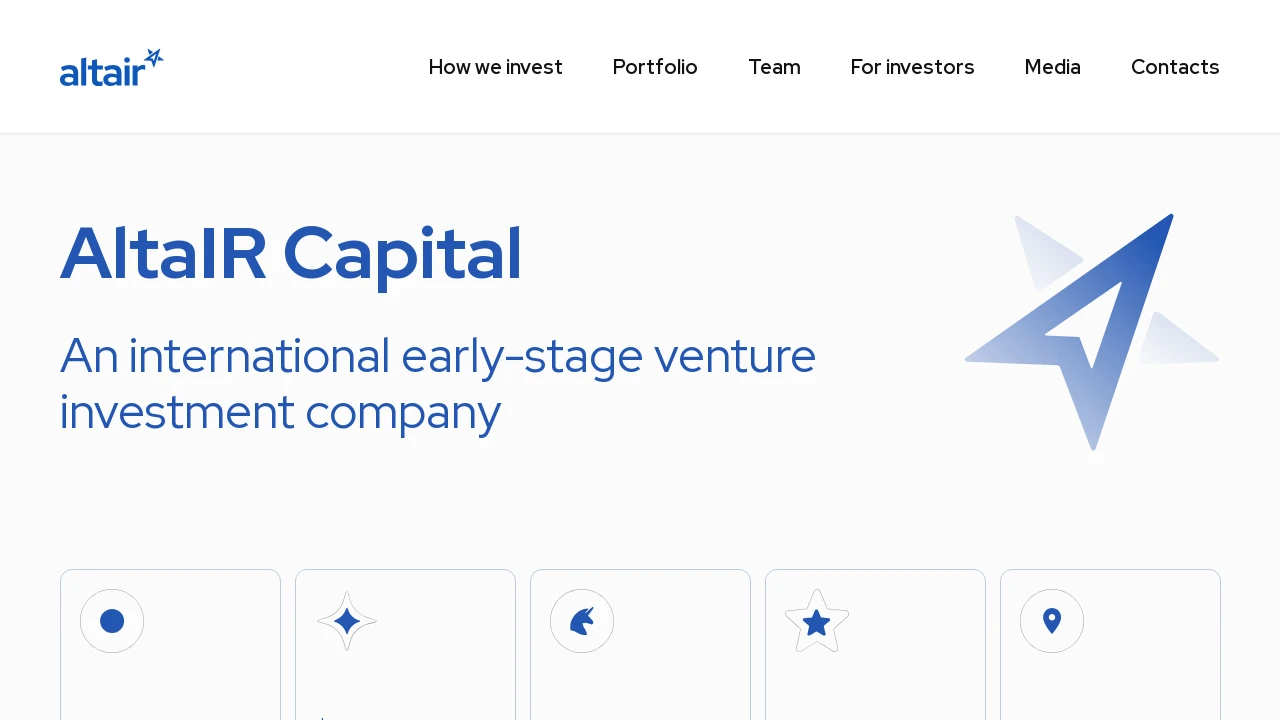 altair
How we invest
Portfolio
Team
For investors
Media
Contacts
AltaIR Capital
An international early-stage venture
investment company